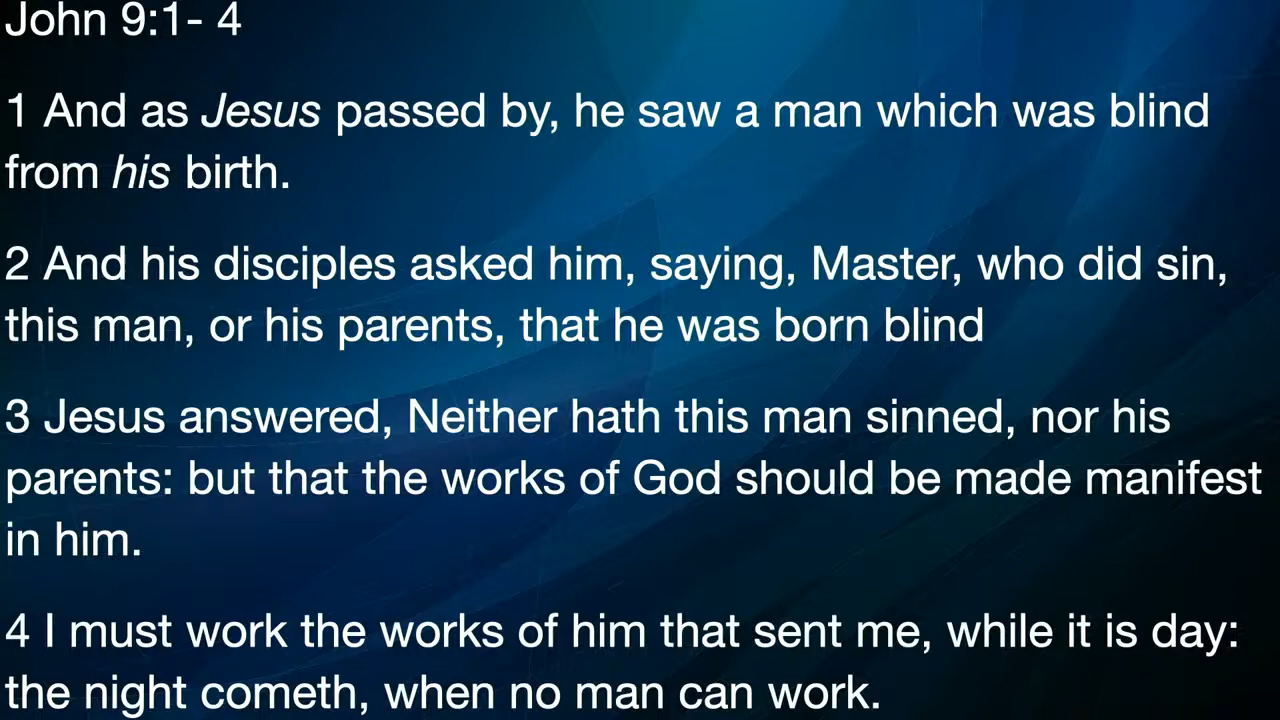 John 9:1- 4
1 And as Jesus passed by, he saw a man which was blind
from his birth.
2 And his disciples asked him, saying, Master, who did sin,
this man, or his parents, that he was born blind
3 Jesus answered, Neither hath this man sinned, nor his
parents: but that the works of God should be made manifest
in him.
4 I must work the works of him that sent me, while it is day:
the night cometh, when no man can work.